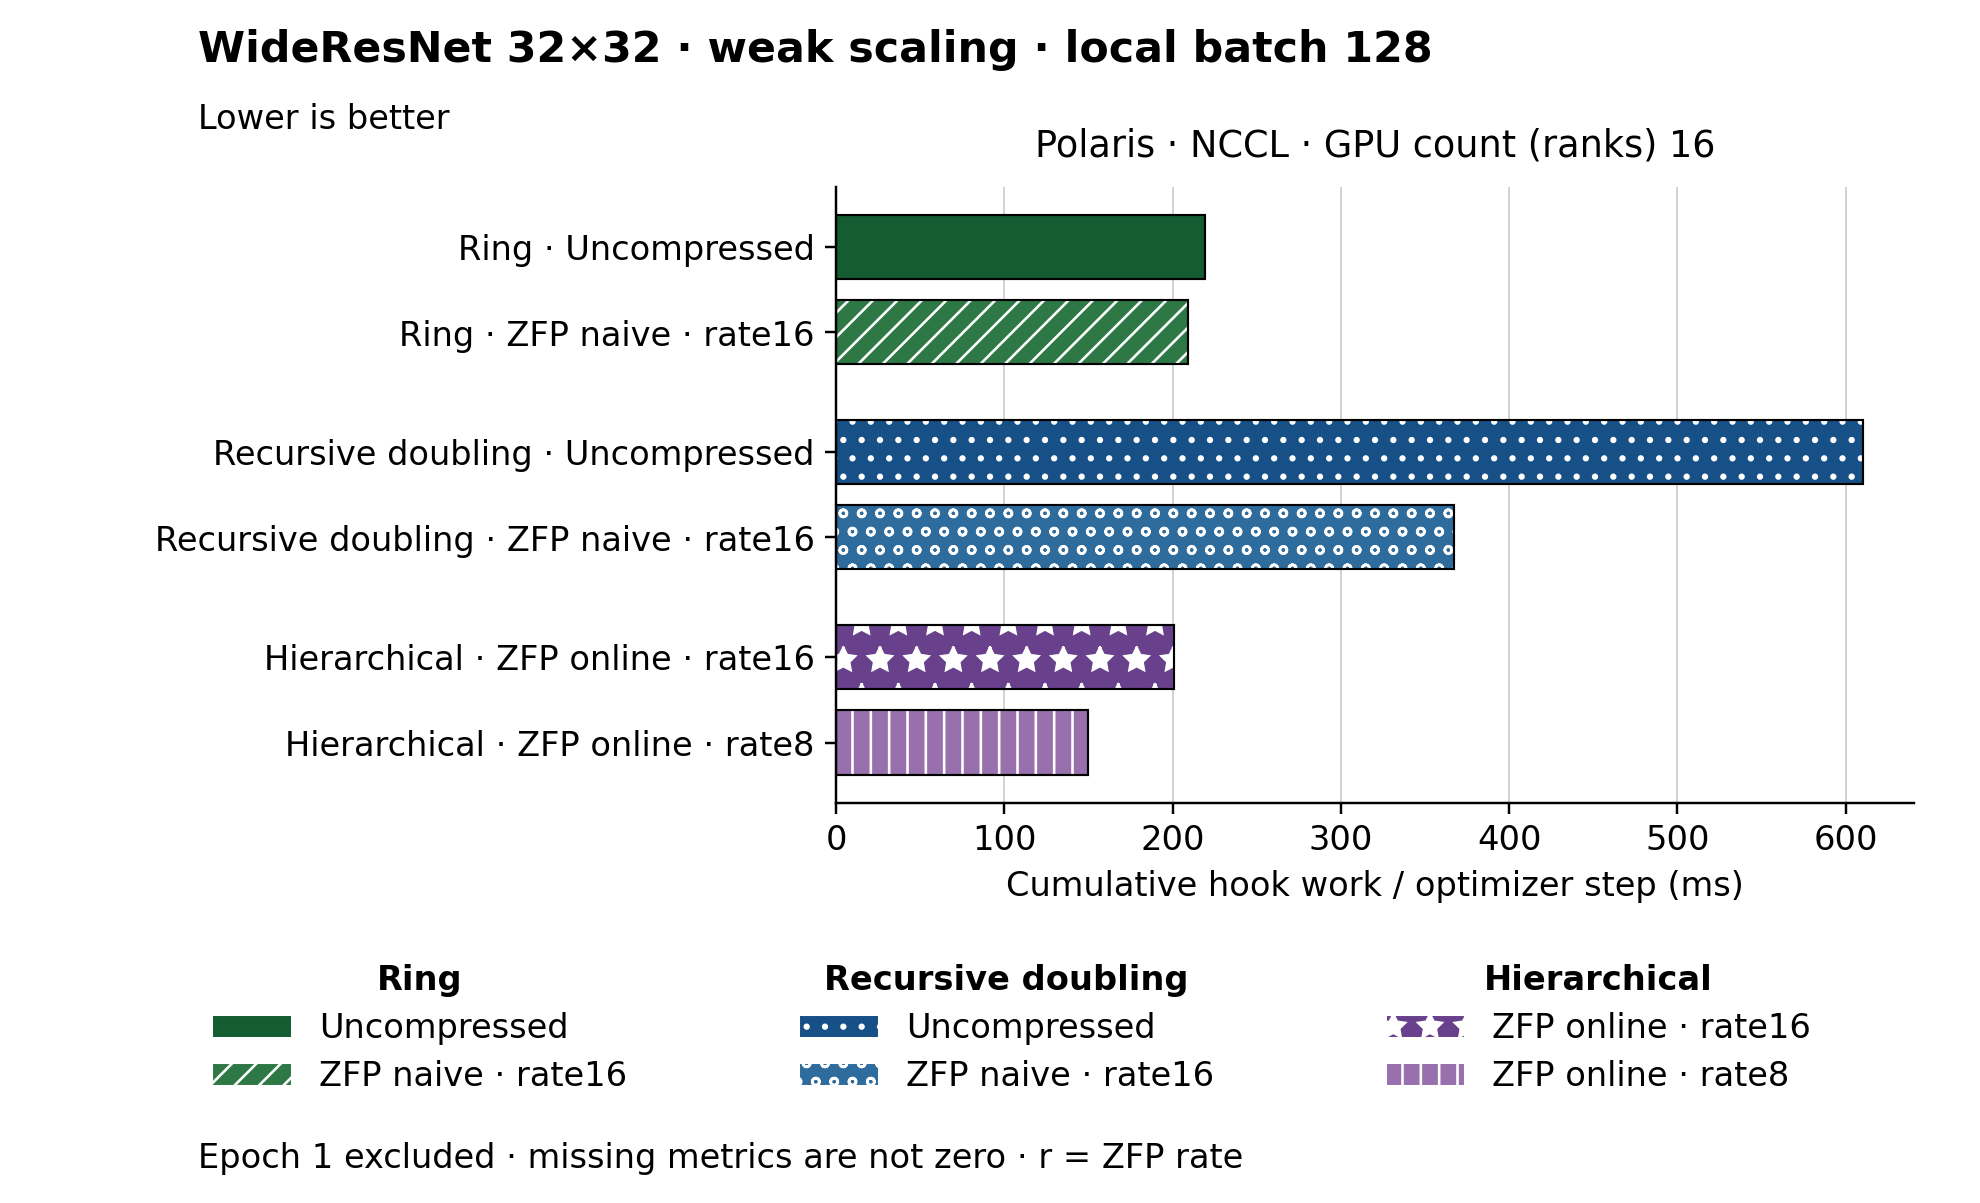 WideResNet 32×32 · weak scaling · local batch 128
Lower is better
Polaris · NCCL · GPU count (ranks) 16
Ring · Uncompressed
Ring · ZFP naive · rate16
Recursive doubling · Uncompressed
Recursive doubling · ZFP naive · rate16
Hierarchical · ZFP online · rate16
Hierarchical · ZFP online · rate8
0 100 200 300 400 500 600
Cumulative hook work / optimizer step (ms)
Ring Recursive doubling Hierarchical
Uncompressed Uncompressed ZFP online · rate16
ZFP naive · rate16 ZFP naive · rate16 ZFP online · rate8
Epoch 1 excluded · missing metrics are not zero · r = ZFP rate